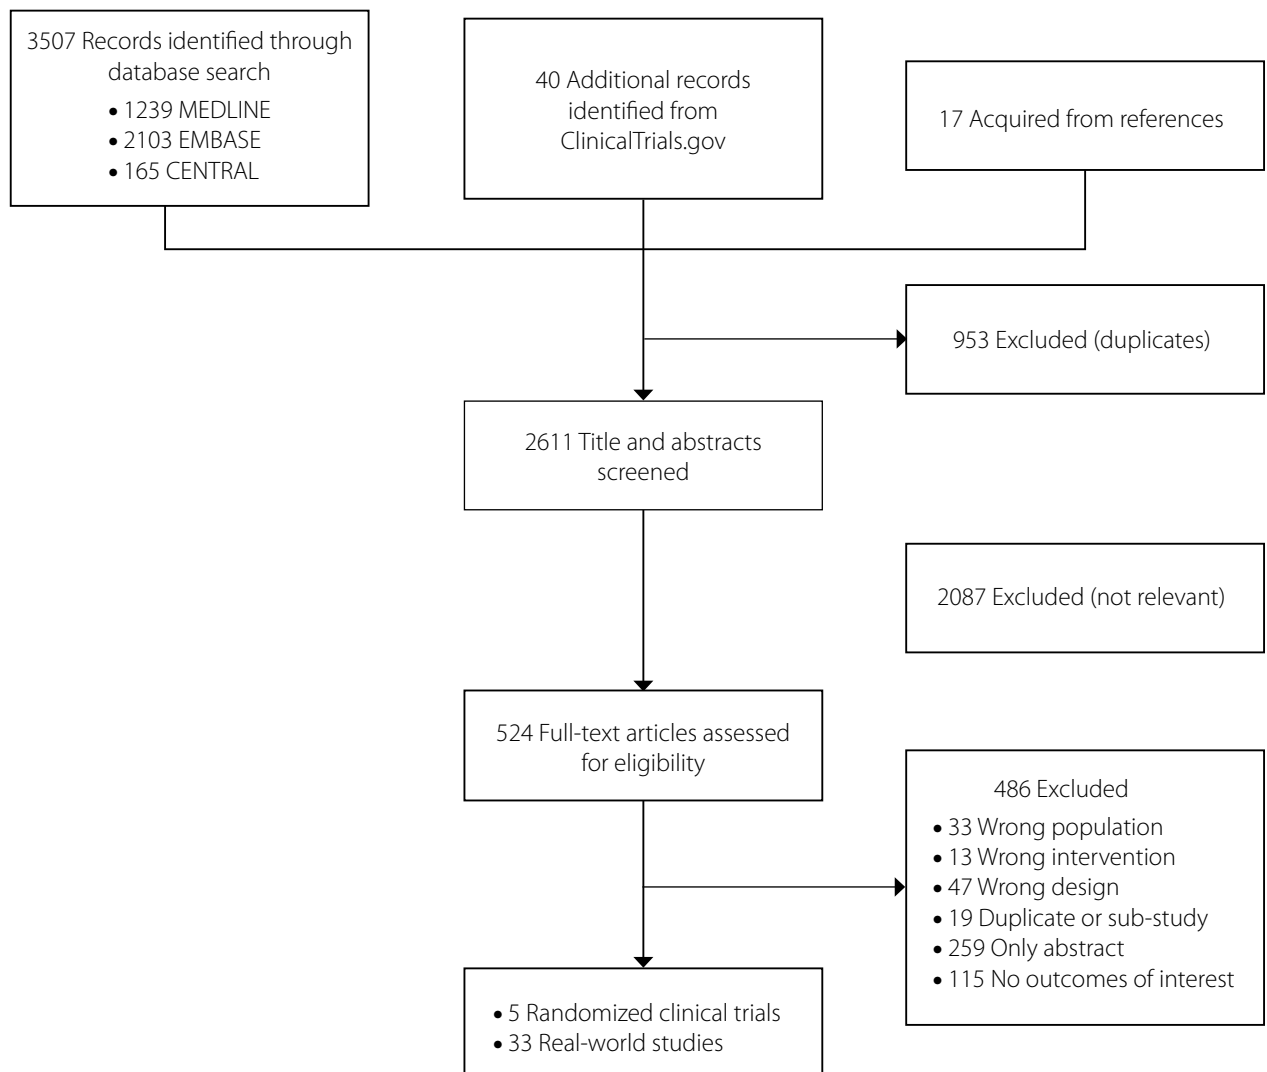 3507 Records identified through
database search
• 1239 MEDLINE
• 2103 EMBASE
• 165 CENTRAL
40 Additional records
identified from
ClinicalTrials.gov
17 Acquired from references
953 Excluded (duplicates)
2611 Title and abstracts
screened
2087 Excluded (not relevant)
524 Full-text articles assessed
for eligibility
486 Excluded
• 33 Wrong population
• 13 Wrong intervention
• 47 Wrong design
• 19 Duplicate or sub-study
• 259 Only abstract
• 115 No outcomes of interest
• 5 Randomized clinical trials
• 33 Real-world studies